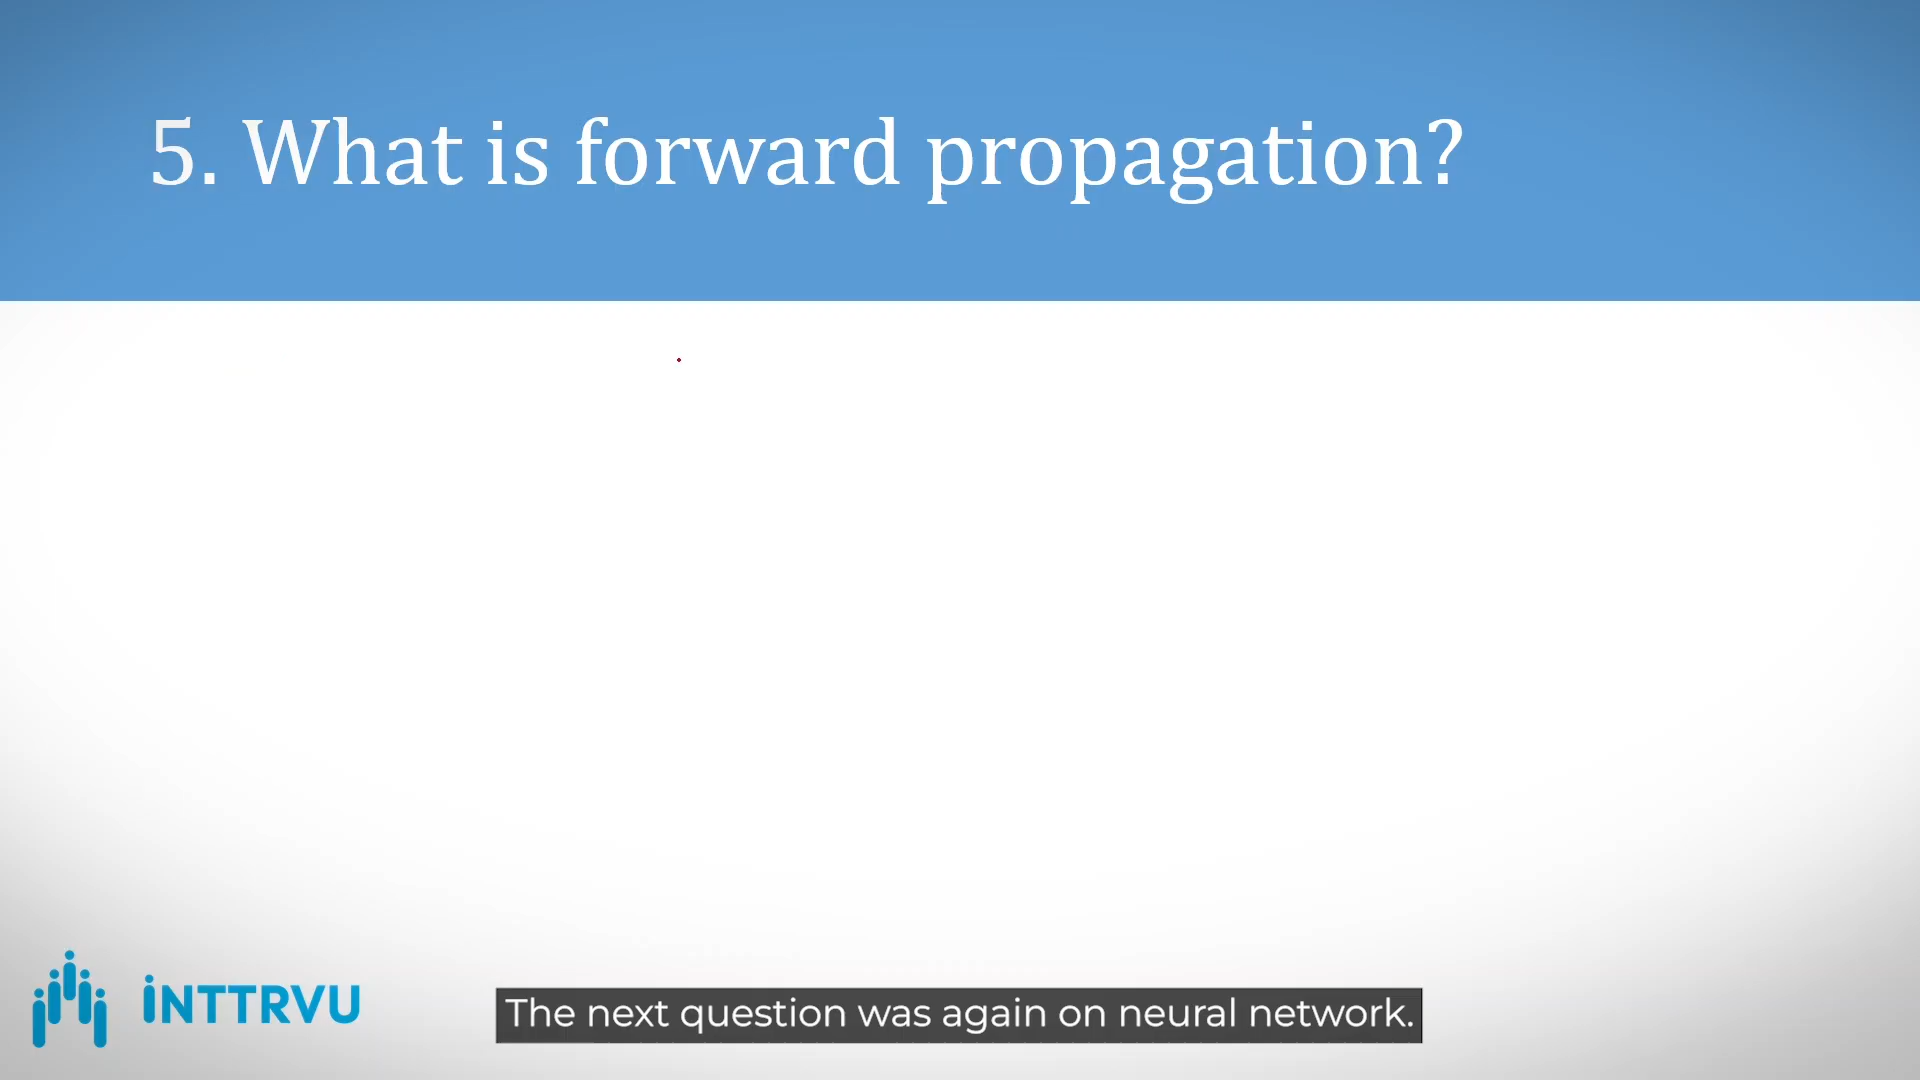 5. What is forward propagation?
iNTTRVU
The next question was again on neural network.